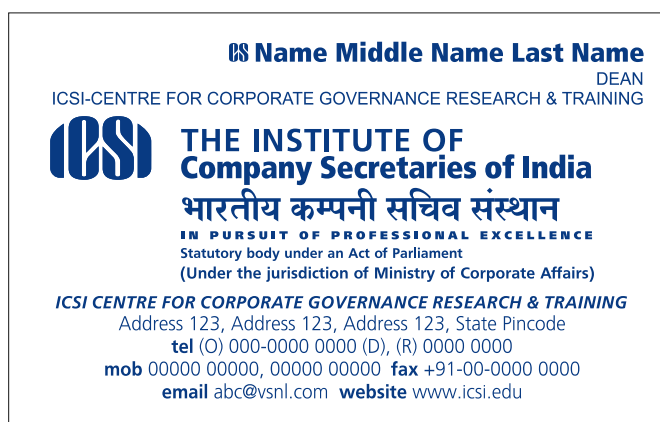 CS Name Middle Name Last Name
DEAN
ICSI-CENTRE FOR CORPORATE GOVERNANCE RESEARCH & TRAINING
ICSI
THE INSTITUTE OF
Company Secretaries of India
भारतीय कम्पनी सचिव संस्थान
IN PURSUIT OF PROFESSIONAL EXCELLENCE
Statutory body under an Act of Parliament
(Under the jurisdiction of Ministry of Corporate Affairs)
ICSI CENTRE FOR CORPORATE GOVERNANCE RESEARCH & TRAINING
Address 123, Address 123, Address 123, State Pincode
tel (O) 000-0000 0000 (D), (R) 0000 0000
mob 00000 00000, 00000 00000 fax +91-00-0000 0000
email abc@vsnl.com website www.icsi.edu